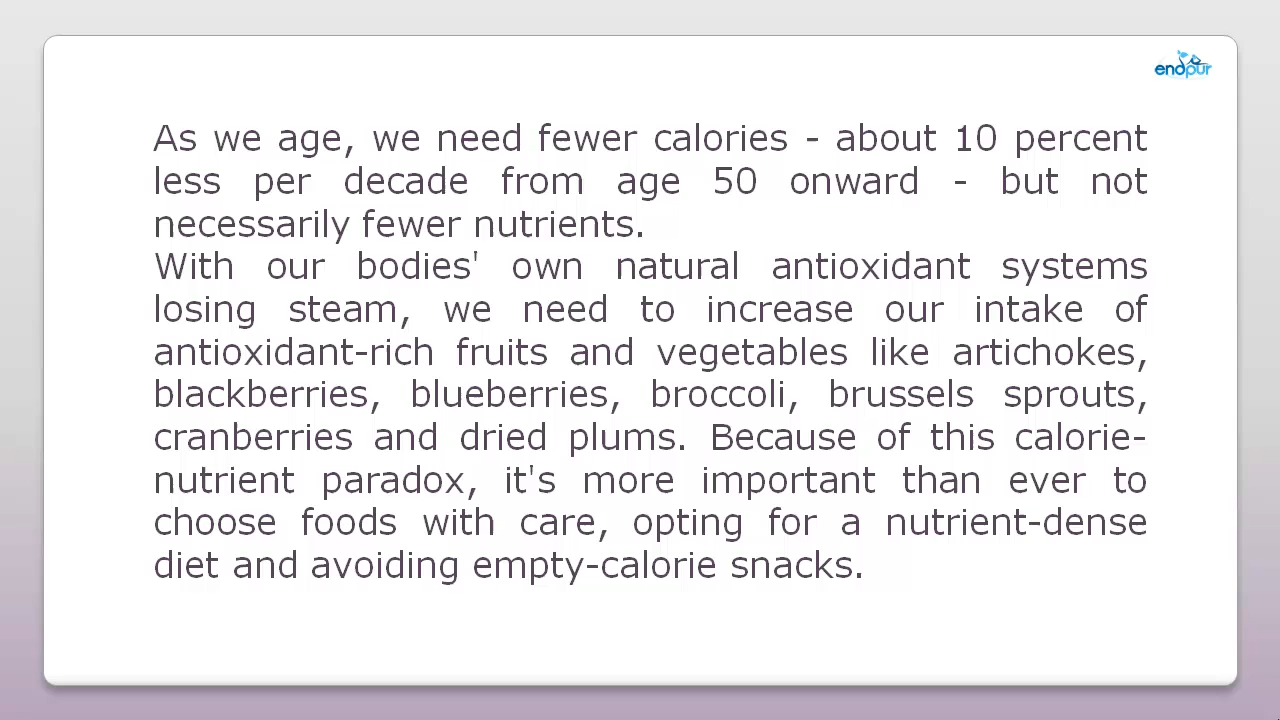 endpur
As we age, we need fewer calories - about 10 percent
less per decade from age 50 onward - but not
necessarily fewer nutrients.
With our bodies' own natural antioxidant systems
losing steam, we need to increase our intake of
antioxidant-rich fruits and vegetables like artichokes,
blackberries, blueberries, broccoli, brussels sprouts,
cranberries and dried plums. Because of this calorie-
nutrient paradox, it's more important than ever to
choose foods with care, opting for a nutrient-dense
diet and avoiding empty-calorie snacks.